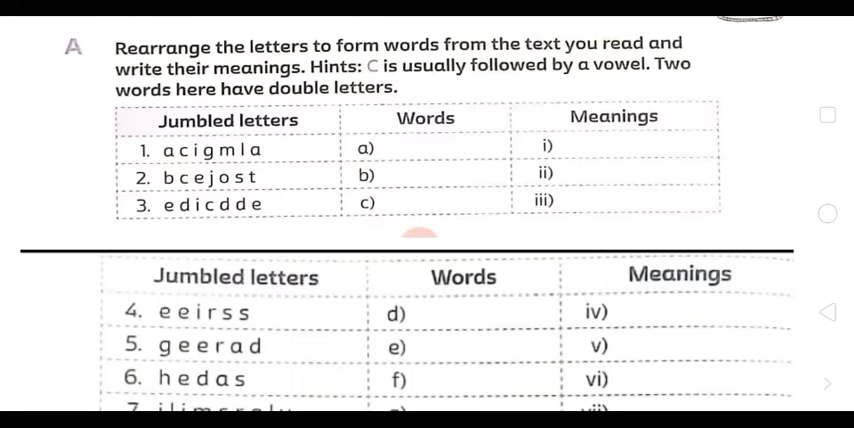 A Rearrange the letters to form words from the text you read and
write their meanings. Hints: C is usually followed by a vowel. Two
words here have double letters.
Jumbled letters Words Meanings
1. a c i g m l a a) i)
2. b c e j o s t b) ii)
3. e d i c d d e c) iii)
Jumbled letters Words Meanings
4. e e i r s s d) iv)
5. g e e r a d e) v)
6. h e d a s f) vi)